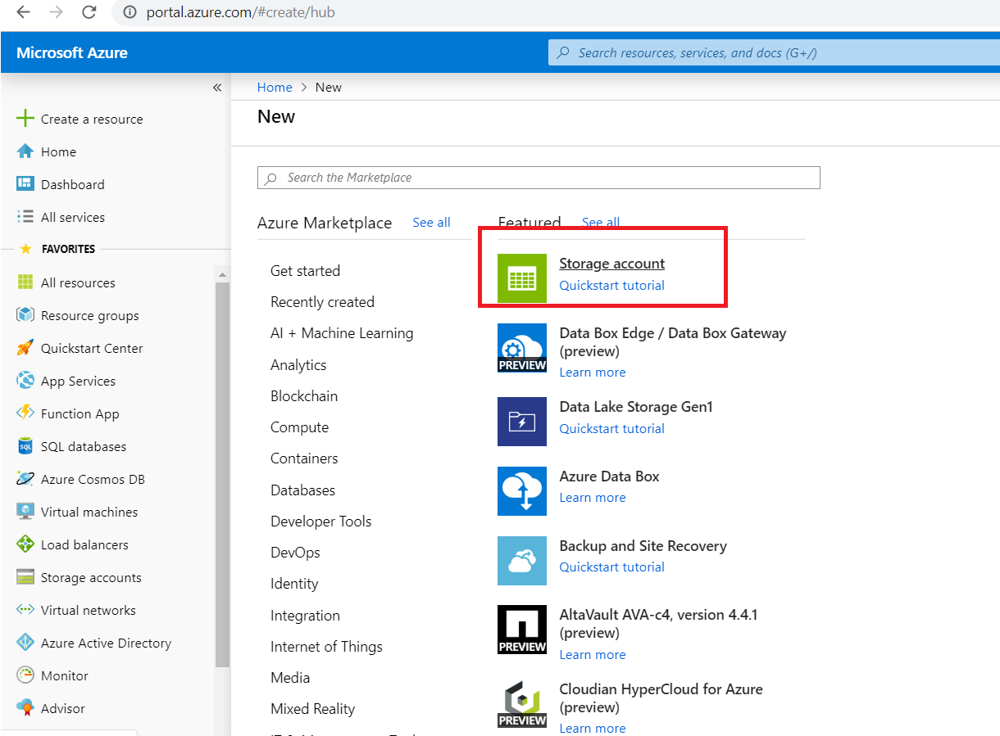 portal.azure.com/#create/hub
Microsoft Azure
Search resources, services, and docs (G+/)
«
Create a resource
Home
Dashboard
All services
FAVORITES
All resources
Resource groups
Quickstart Center
App Services
Function App
SQL databases
Azure Cosmos DB
Virtual machines
Load balancers
Storage accounts
Virtual networks
Azure Active Directory
Monitor
Advisor
Home > New
New
Search the Marketplace
Azure Marketplace See all
Get started
Recently created
AI + Machine Learning
Analytics
Blockchain
Compute
Containers
Databases
Developer Tools
DevOps
Identity
Integration
Internet of Things
Media
Mixed Reality
Featured See all
Storage account
Quickstart tutorial
PREVIEW
Data Box Edge / Data Box Gateway
(preview)
Learn more
Data Lake Storage Gen1
Quickstart tutorial
Azure Data Box
Learn more
Backup and Site Recovery
Quickstart tutorial
PREVIEW
AltaVault AVA-c4, version 4.4.1
(preview)
Learn more
PREVIEW
Cloudian HyperCloud for Azure
(preview)
Learn more